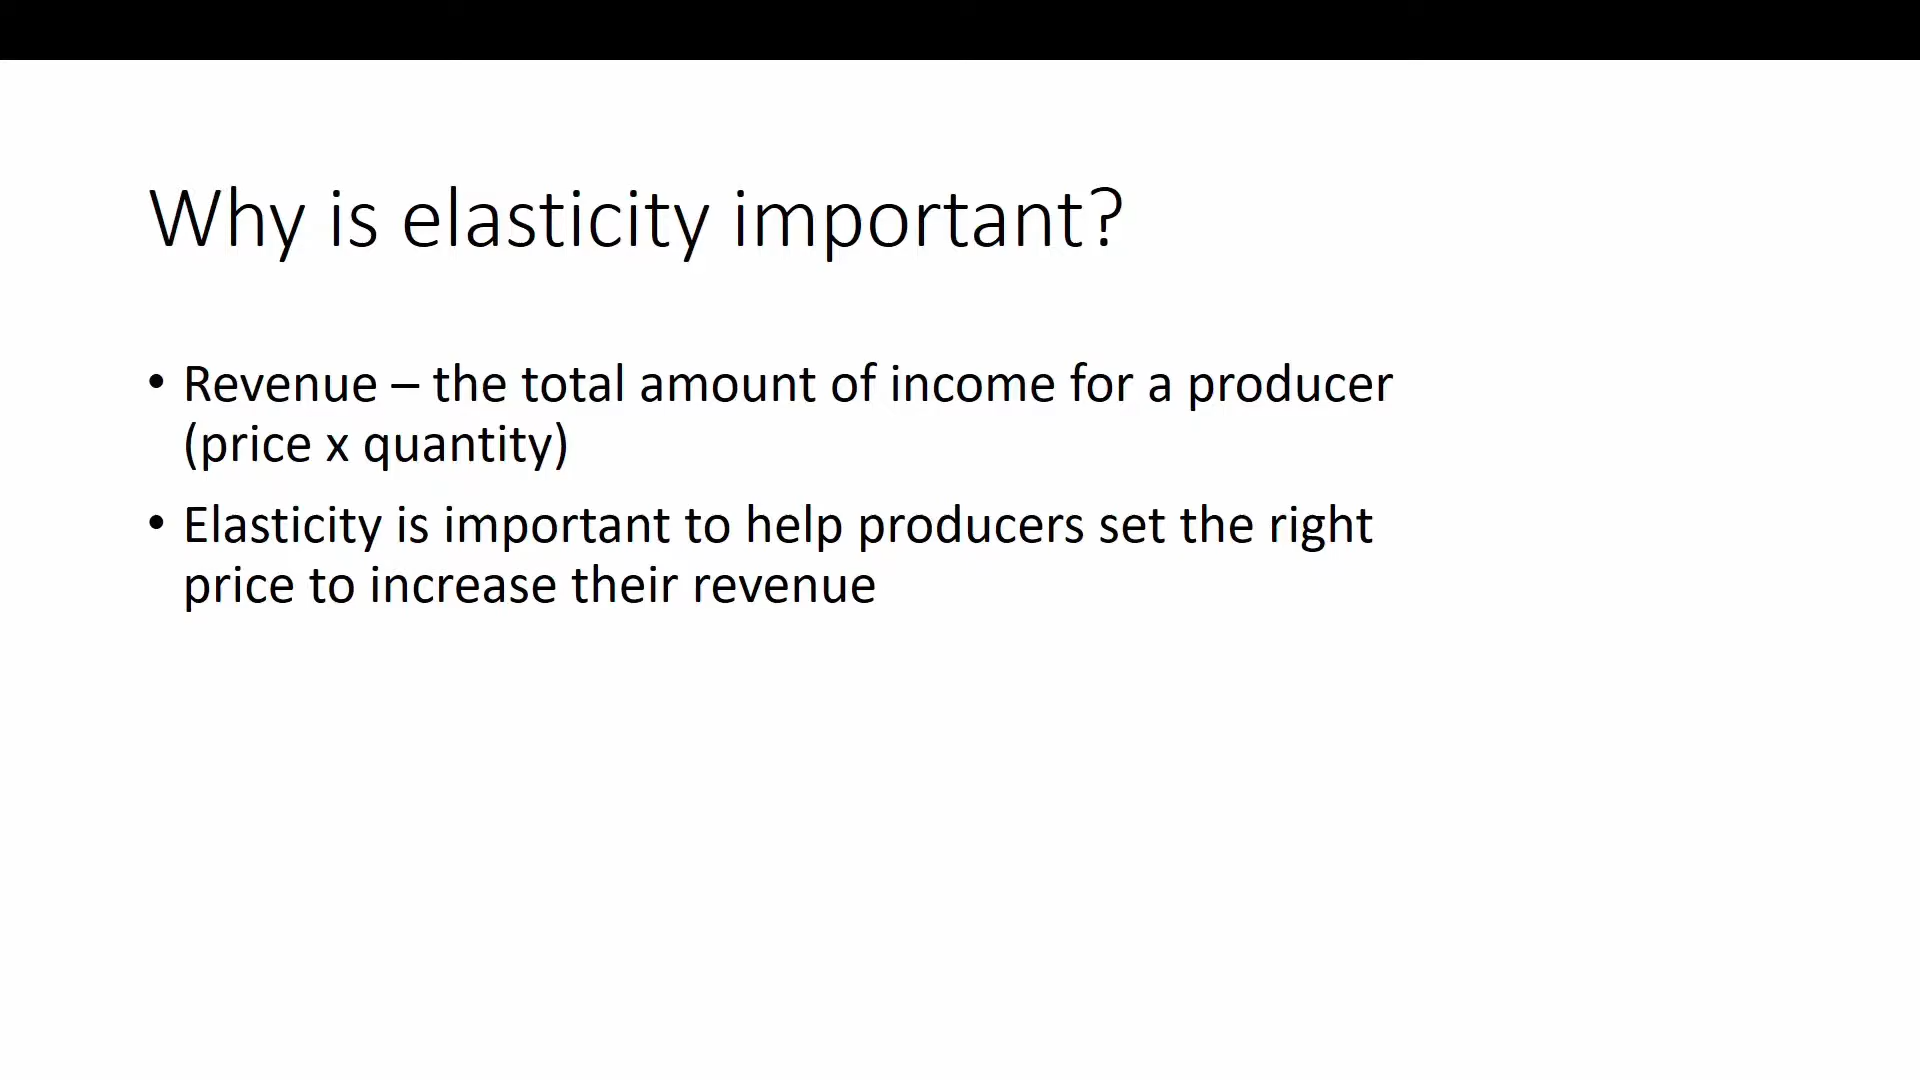 Why is elasticity important?
• Revenue – the total amount of income for a producer
(price x quantity)
• Elasticity is important to help producers set the right
price to increase their revenue